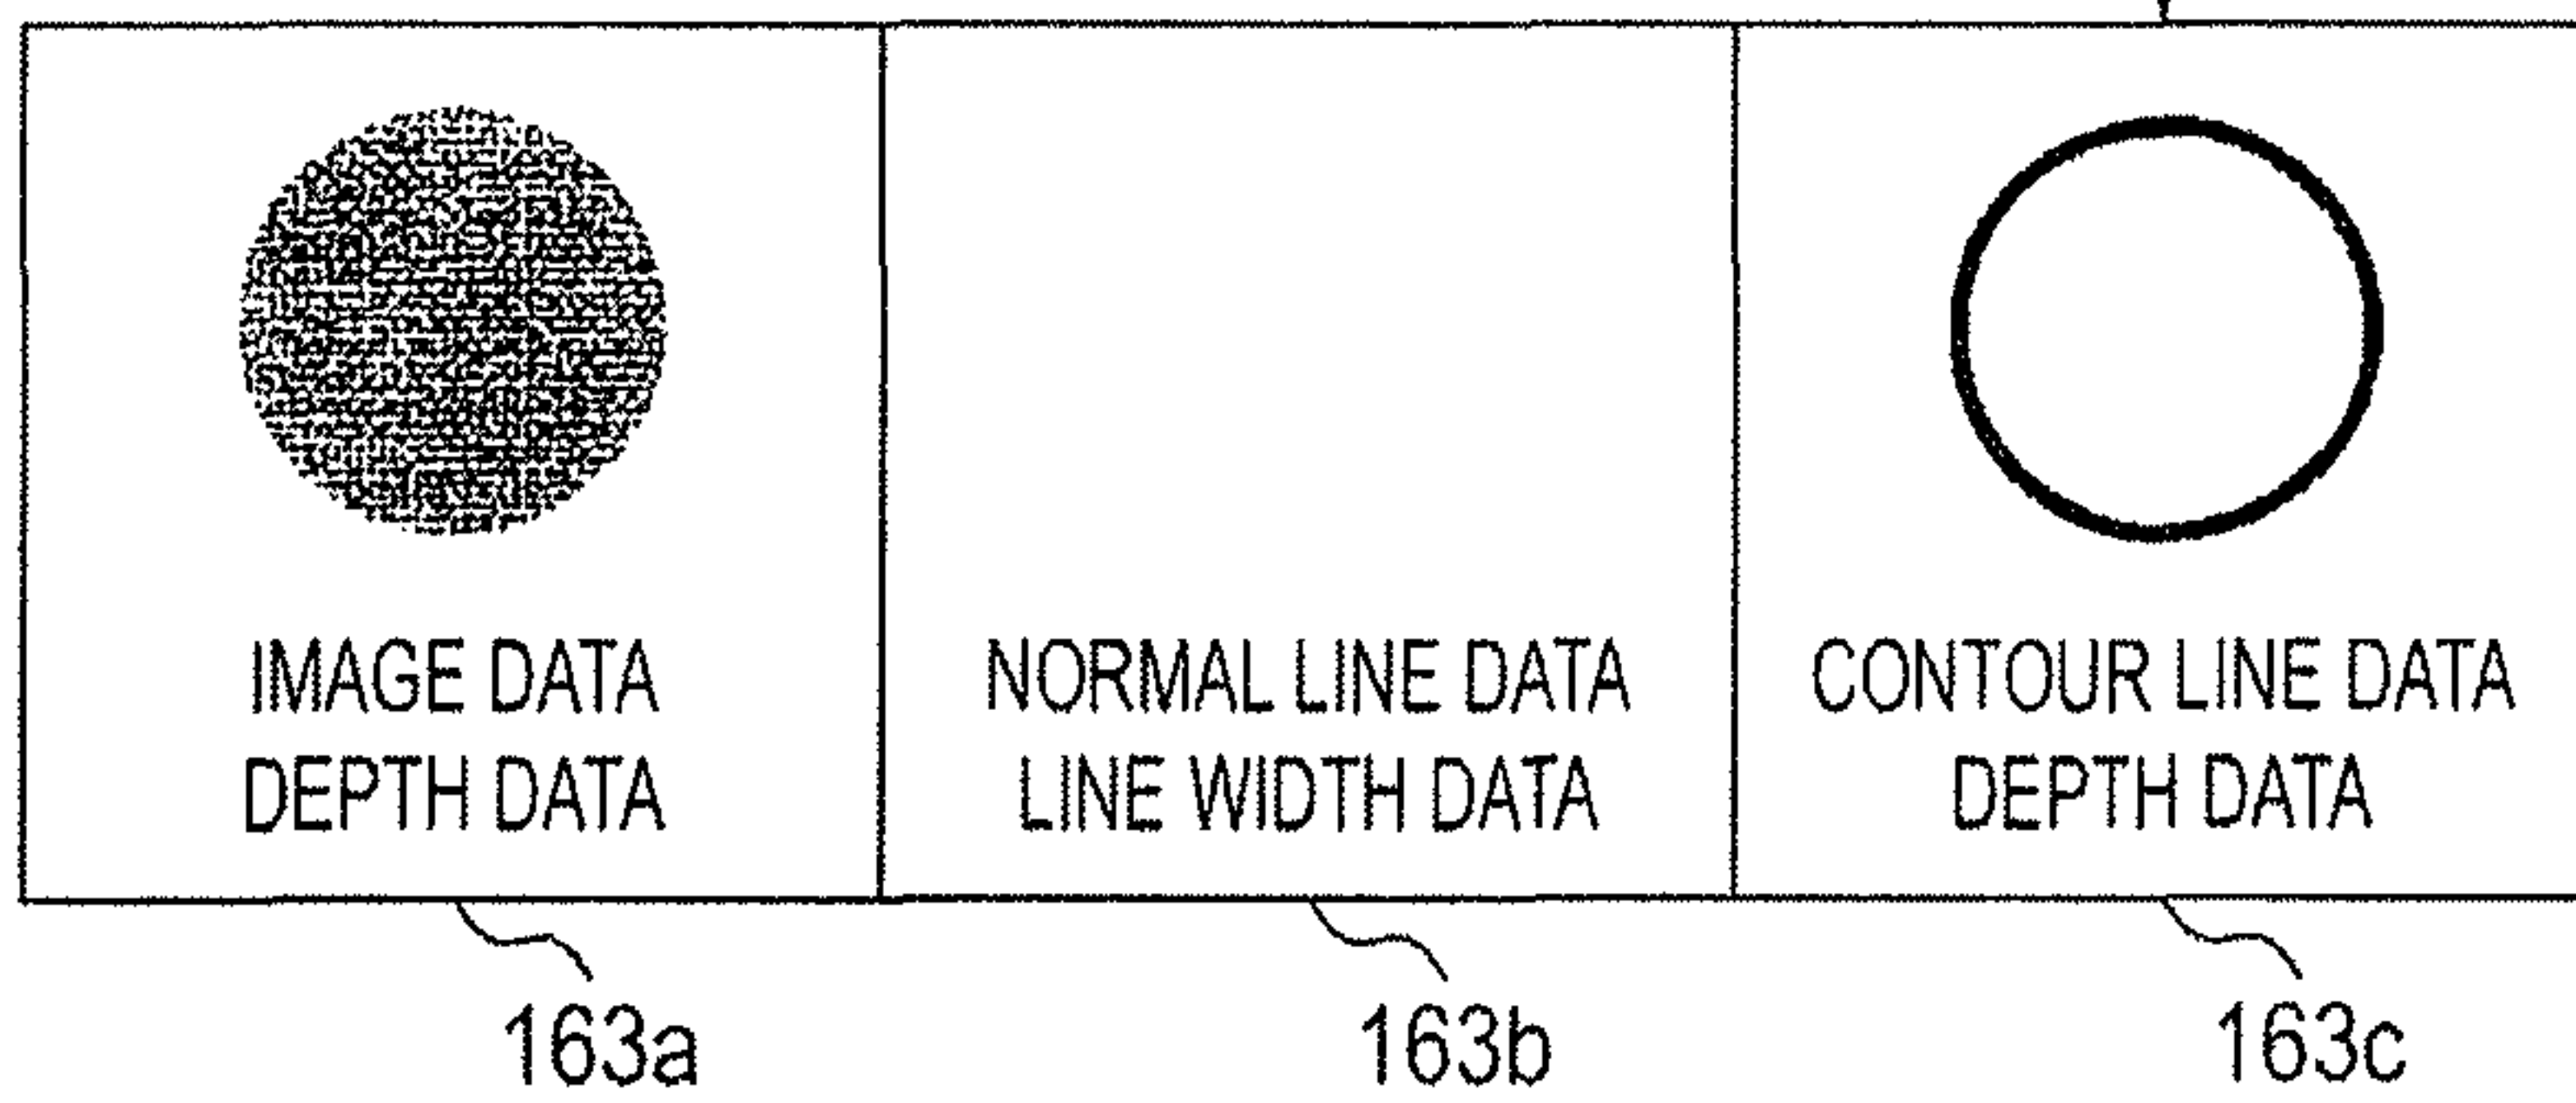 IMAGE DATA
DEPTH DATA
NORMAL LINE DATA
LINE WIDTH DATA
CONTOUR LINE DATA
DEPTH DATA
163a
163b
163c